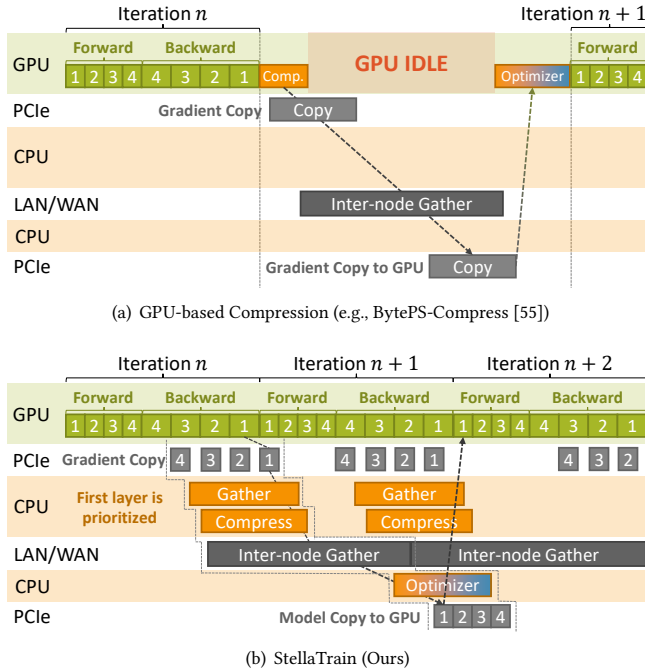 Iteration n
Iteration n + 1
Forward
Backward
Forward
GPU
1 2 3 4 4 3 2 1
Comp.
GPU IDLE
Optimizer
1 2 3 4
PCIe
Gradient Copy
Copy
CPU
LAN/WAN
Inter-node Gather
CPU
PCIe
Gradient Copy to GPU
Copy
(a) GPU-based Compression (e.g., BytePS-Compress [55])
Iteration n
Iteration n + 1
Iteration n + 2
Forward
Backward
Forward
Backward
Forward
Backward
GPU
1 2 3 4 4 3 2 1 1 2 3 4 4 3 2 1 1 2 3 4 4 3 2 1
PCIe
Gradient Copy
4 3 2 1
4 3 2 1
4 3 2
CPU
First layer is
prioritized
Gather
Compress
Gather
Compress
LAN/WAN
Inter-node Gather
Inter-node Gather
CPU
Optimizer
PCIe
Model Copy to GPU
1 2 3 4
(b) StellaTrain (Ours)